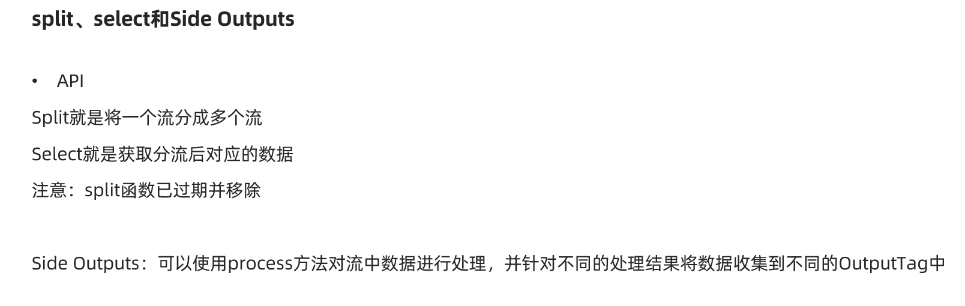 split、select和Side Outputs
• API
Split就是将一个流分成多个流
Select就是获取分流后对应的数据
注意：split函数已过期并移除
Side Outputs：可以使用process方法对流中数据进行处理，并针对不同的处理结果将数据收集到不同的OutputTag中